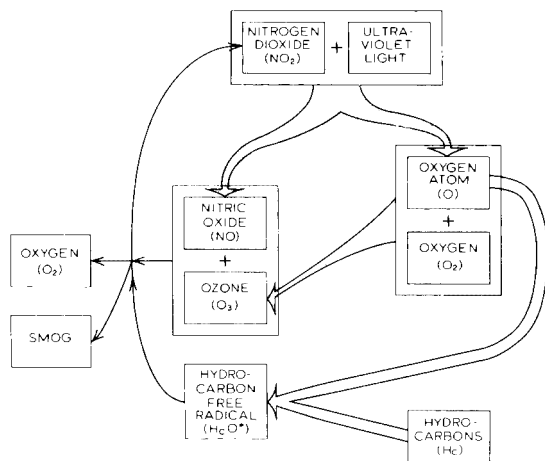 NITROGEN
DIOXIDE
(NO₂)
+
ULTRA-
VIOLET
LIGHT
OXYGEN
ATOM
(O)
+
OXYGEN
(O₂)
NITRIC
OXIDE
(NO)
+
OZONE
(O₃)
OXYGEN
(O₂)
SMOG
HYDRO-
CARBON
FREE
RADICAL
(HcO*)
HYDRO-
CARBONS
(Hc)